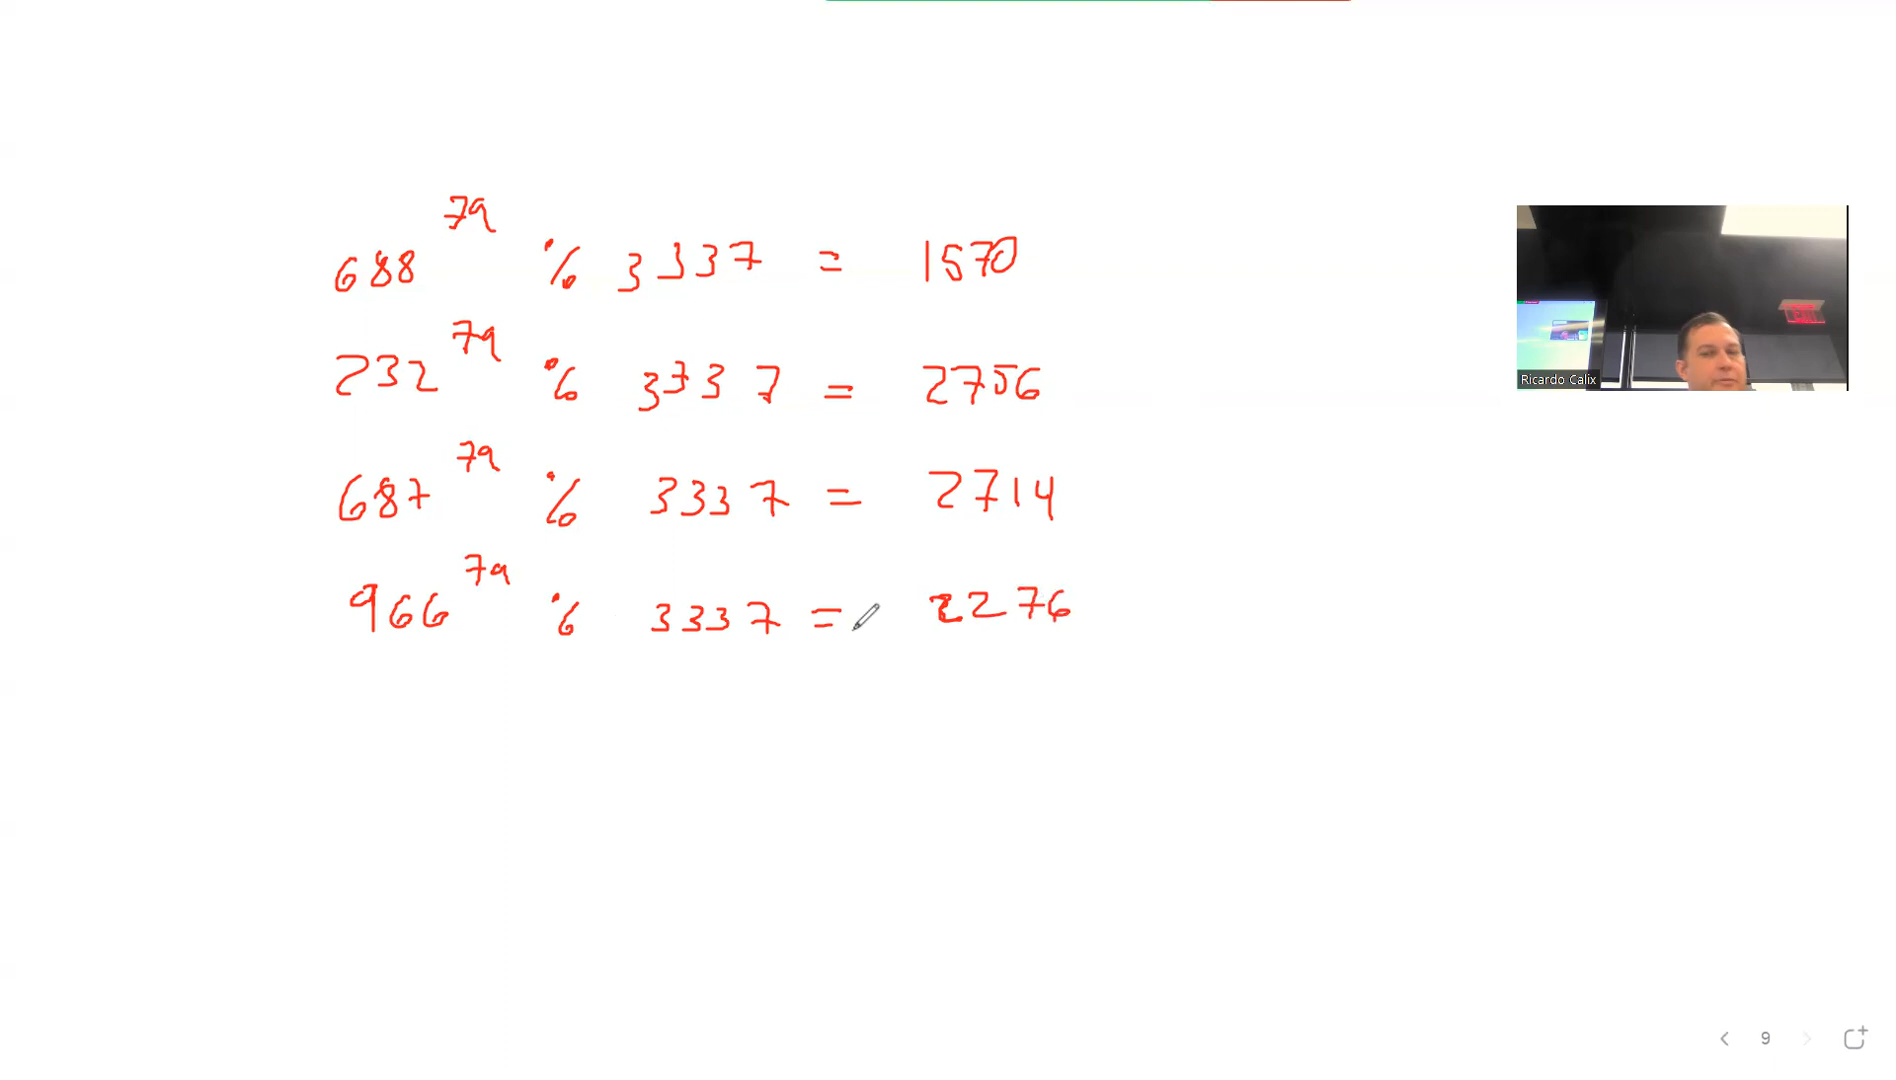 688^79 % 3337 = 1570
232^79 % 3337 = 2756
687^79 % 3337 = 2714
966^79 % 3337 = 2276
Ricardo Calix
9